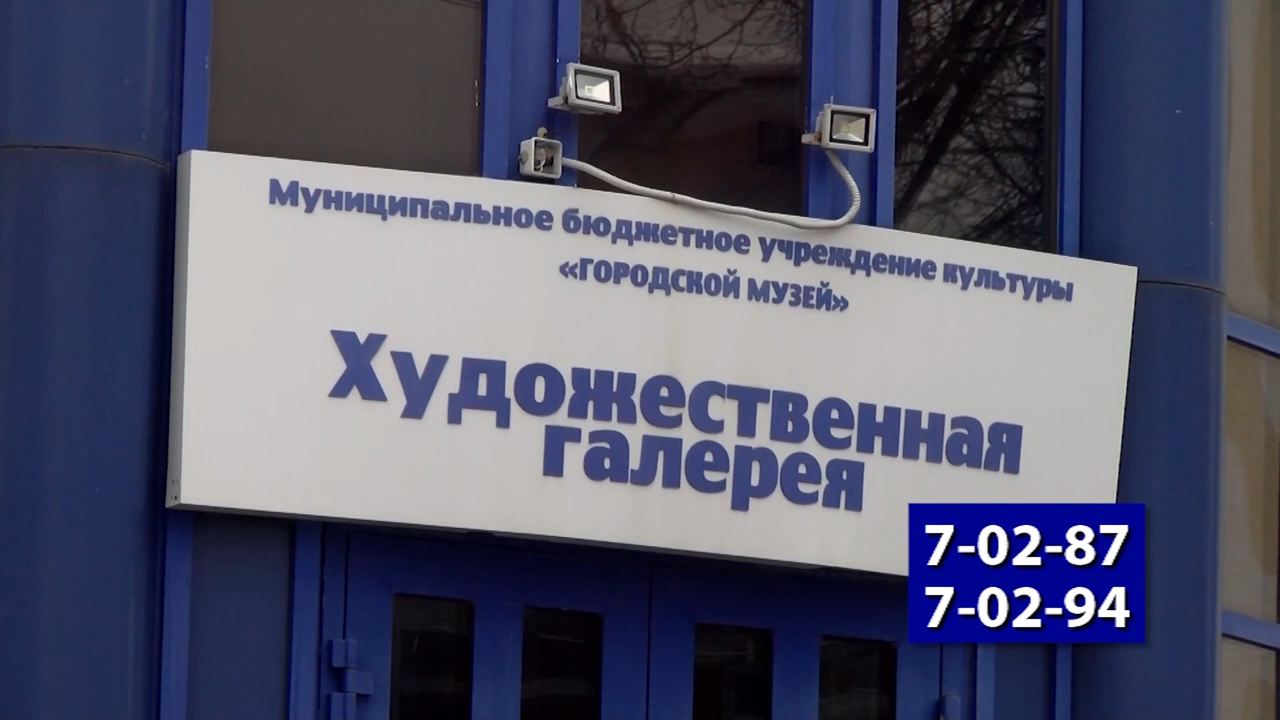 Муниципальное бюджетное учреждение культуры
«ГОРОДСКОЙ МУЗЕЙ»
Художественная
галерея
7-02-87
7-02-94